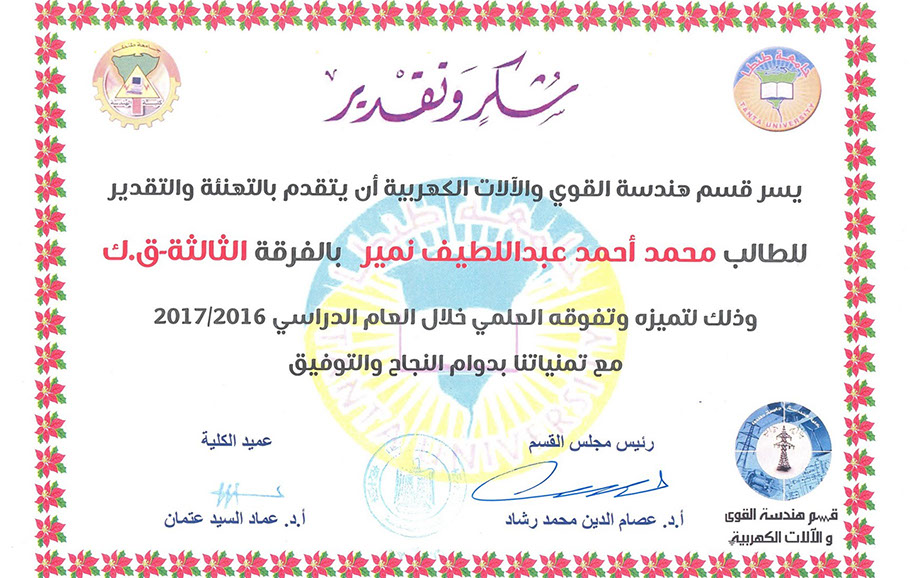 شكر وتقدير
جامعة طنطا
TANTA UNIVERSITY
يسر قسم هندسة القوي والآلات الكهربية أن يتقدم بالتهنئة والتقدير
للطالب محمد أحمد عبداللطيف نمير بالفرقة الثالثة-ق.ك
وذلك لتميزه وتفوقه العلمي خلال العام الدراسي 2017/2016
مع تمنياتنا بدوام النجاح والتوفيق
رئيس مجلس القسم
عميد الكلية
أ.د. عصام الدين محمد رشاد
أ.د. عماد السيد عتمان
قسم هندسة القوى
و الآلات الكهربية